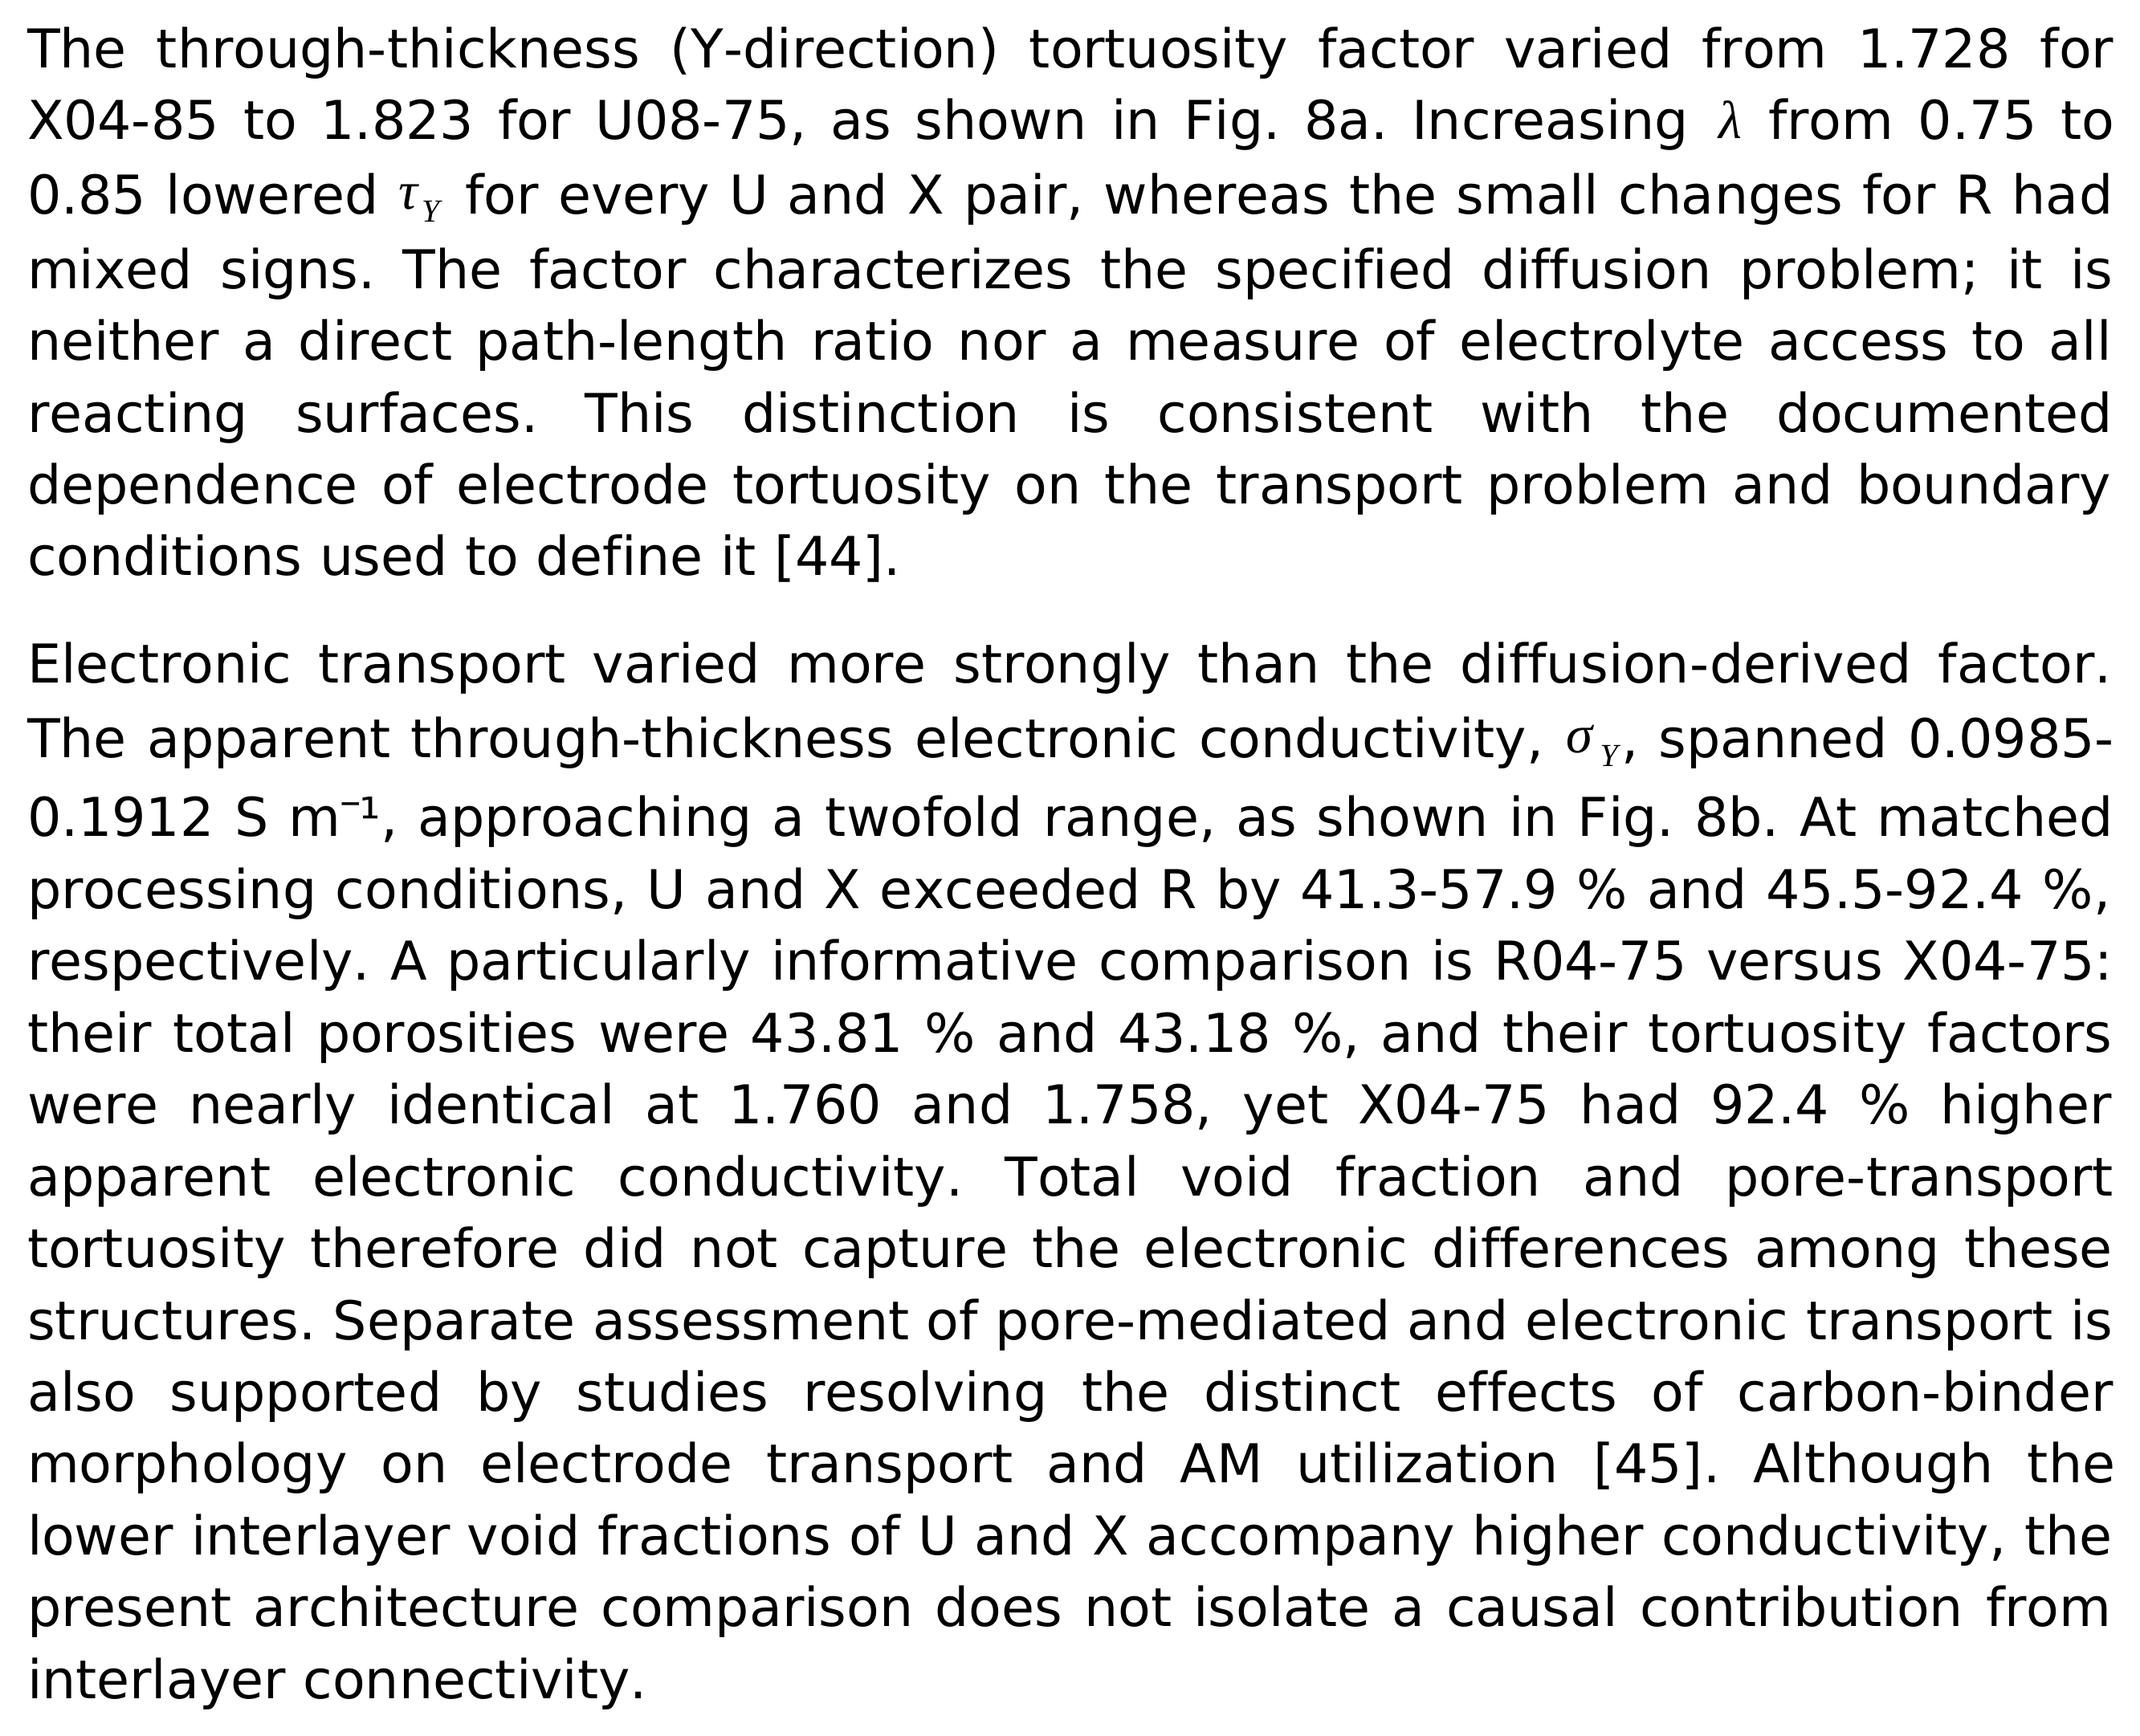 The through-thickness (Y-direction) tortuosity factor varied from 1.728 for
X04-85 to 1.823 for U08-75, as shown in Fig. 8a. Increasing λ from 0.75 to
0.85 lowered τ_Y for every U and X pair, whereas the small changes for R had
mixed signs. The factor characterizes the specified diffusion problem; it is
neither a direct path-length ratio nor a measure of electrolyte access to all
reacting surfaces. This distinction is consistent with the documented
dependence of electrode tortuosity on the transport problem and boundary
conditions used to define it [44].
Electronic transport varied more strongly than the diffusion-derived factor.
The apparent through-thickness electronic conductivity, σ_Y, spanned 0.0985-
0.1912 S m⁻¹, approaching a twofold range, as shown in Fig. 8b. At matched
processing conditions, U and X exceeded R by 41.3-57.9 % and 45.5-92.4 %,
respectively. A particularly informative comparison is R04-75 versus X04-75:
their total porosities were 43.81 % and 43.18 %, and their tortuosity factors
were nearly identical at 1.760 and 1.758, yet X04-75 had 92.4 % higher
apparent electronic conductivity. Total void fraction and pore-transport
tortuosity therefore did not capture the electronic differences among these
structures. Separate assessment of pore-mediated and electronic transport is
also supported by studies resolving the distinct effects of carbon-binder
morphology on electrode transport and AM utilization [45]. Although the
lower interlayer void fractions of U and X accompany higher conductivity, the
present architecture comparison does not isolate a causal contribution from
interlayer connectivity.